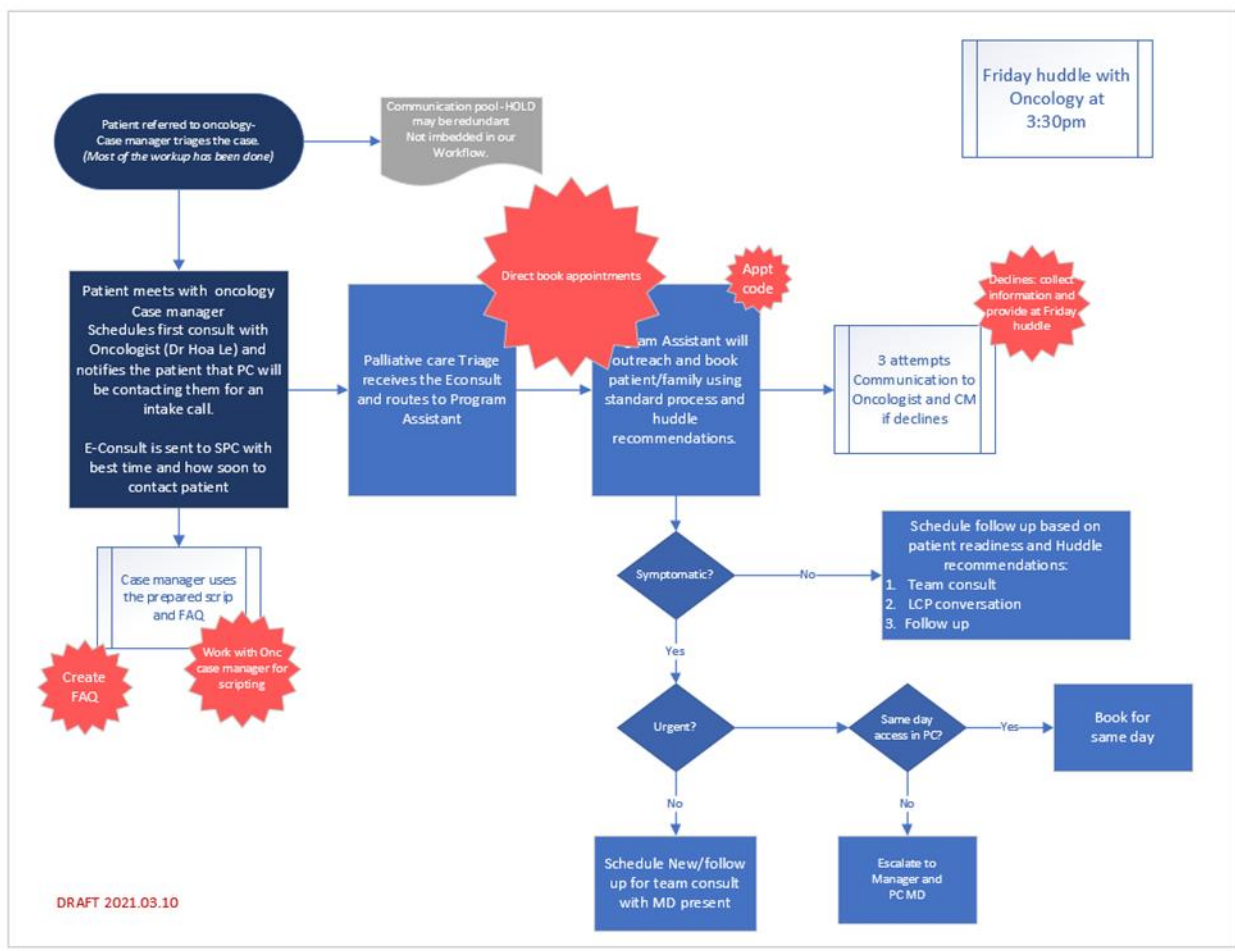 Friday huddle with
Oncology at
3:30pm
Patient referred to oncology-
Case manager triages the case.
(Most of the workup has been done)
Communication pool-HOLD
may be redundant
Not imbedded in our
Workflow.
Direct book appointments
Appt
code
Declines: collect
information and
provide at Friday
huddle
Patient meets with oncology
Case manager
Schedules first consult with
Oncologist (Dr Hoa Le) and
notifies the patient that PC will
be contacting them for an
intake call.
E-Consult is sent to SPC with
best time and how soon to
contact patient
Palliative care Triage
receives the Econsult
and routes to Program
Assistant
gram Assistant will
outreach and book
patient/family using
standard process and
huddle
recommendations.
3 attempts
Communication to
Oncologist and CM
if declines
Case manager uses
the prepared scrip
and FAQ
Create
FAQ
Work with Onc
case manager for
scripting
Symptomatic?
No
Schedule follow up based on
patient readiness and Huddle
recommendations:
1. Team consult
2. LCP conversation
3. Follow up
Yes
Urgent?
Same day
access in PC?
Yes
Book for
same day
No
No
Schedule New/follow
up for team consult
with MD present
Escalate to
Manager and
PC MD
DRAFT 2021.03.10